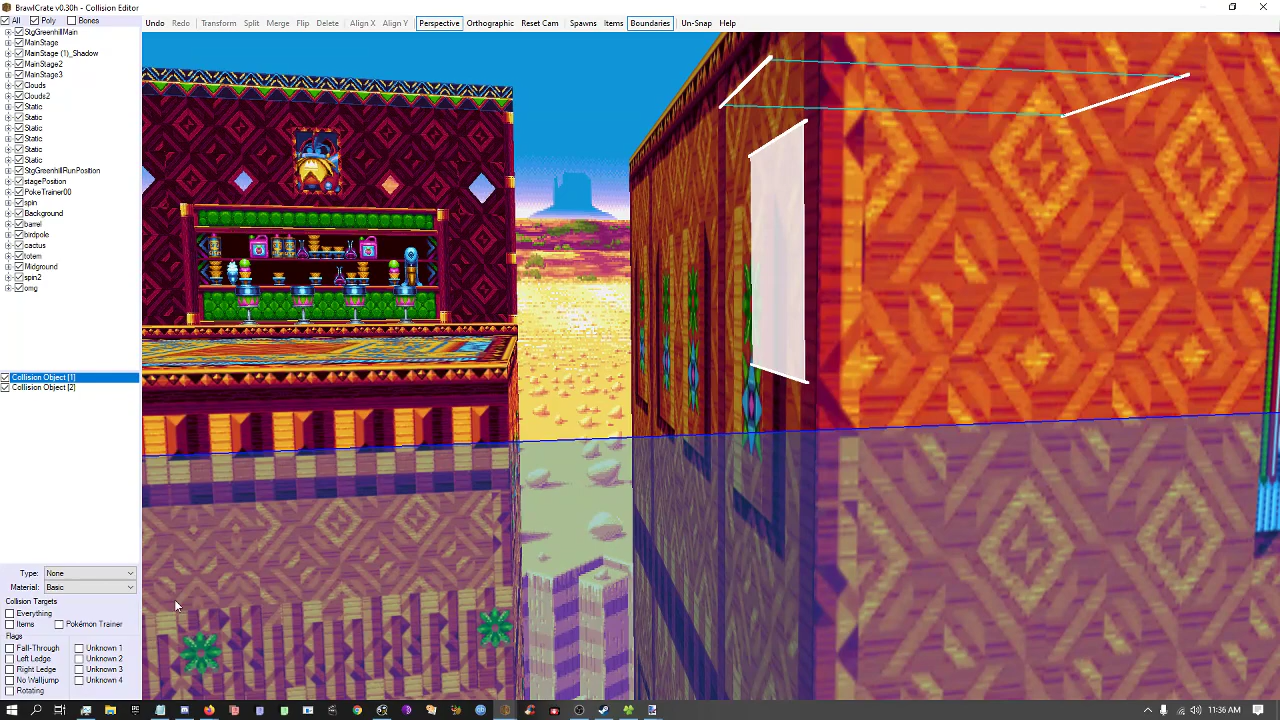 BrawlCrate v0.30h - Collision Editor
All Poly Bones
Undo Redo Split Merge Flip Delete Align X Align Y Perspective Orthographic Reset Cam Spawns Items Boundaries Un-Snap Help
Transform
StgGreenhillMain
MainStage
MainStage (1)_Shadow
MainStage2
MainStage3
Clouds
Clouds2
Static
Static
Static
Static
Static
Static
StgGreenhillRunPosition
stagePosition
PokeTrainer00
spin
Background
barrel
birdpole
cactus
totem
Midground
spin2
omg
Collision Object [1]
Collision Object [2]
Type: None
Material: Basic
Collision Targets
Everything
Items Pokémon Trainer
Flags
Fall-Through Unknown 1
Left Ledge Unknown 2
Right Ledge Unknown 3
No Walljump Unknown 4
Rotating
11:36 AM